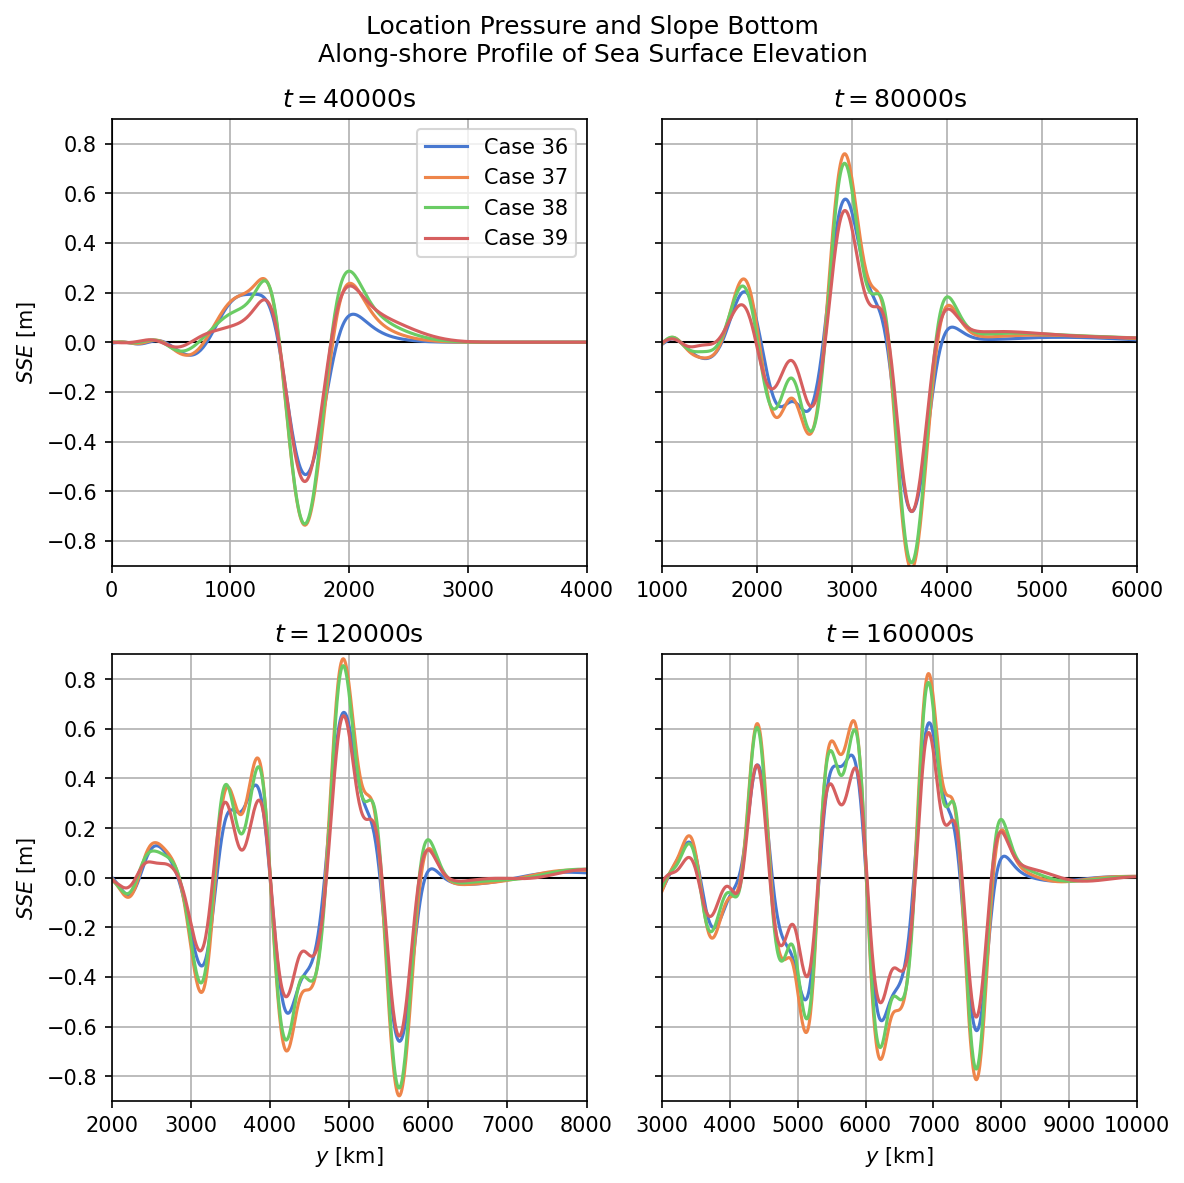 Location Pressure and Slope Bottom
Along-shore Profile of Sea Surface Elevation
t = 40000s
t = 80000s
SSE [m]
0.8
0.6
0.4
0.2
0.0
−0.2
−0.4
−0.6
−0.8
Case 36
Case 37
Case 38
Case 39
0 1000 2000 3000 4000
1000 2000 3000 4000 5000 6000
t = 120000s
t = 160000s
SSE [m]
0.8
0.6
0.4
0.2
0.0
−0.2
−0.4
−0.6
−0.8
2000 3000 4000 5000 6000 7000 8000
3000 4000 5000 6000 7000 8000 9000 10000
y [km]
y [km]